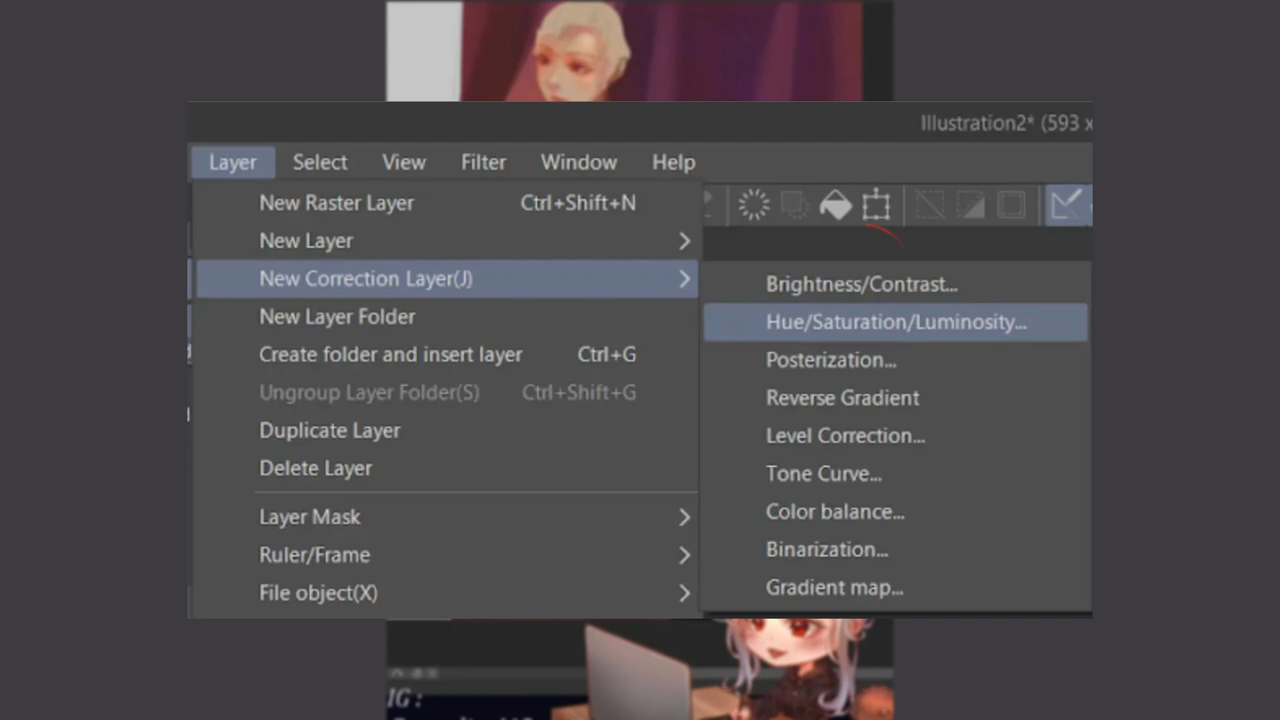 Illustration2* (593 x
Layer Select View Filter Window Help
New Raster Layer Ctrl+Shift+N
New Layer
New Correction Layer(J)
New Layer Folder
Create folder and insert layer Ctrl+G
Ungroup Layer Folder(S) Ctrl+Shift+G
Duplicate Layer
Delete Layer
Layer Mask
Ruler/Frame
File object(X)
Brightness/Contrast...
Hue/Saturation/Luminosity...
Posterization...
Reverse Gradient
Level Correction...
Tone Curve...
Color balance...
Binarization...
Gradient map...
IG: